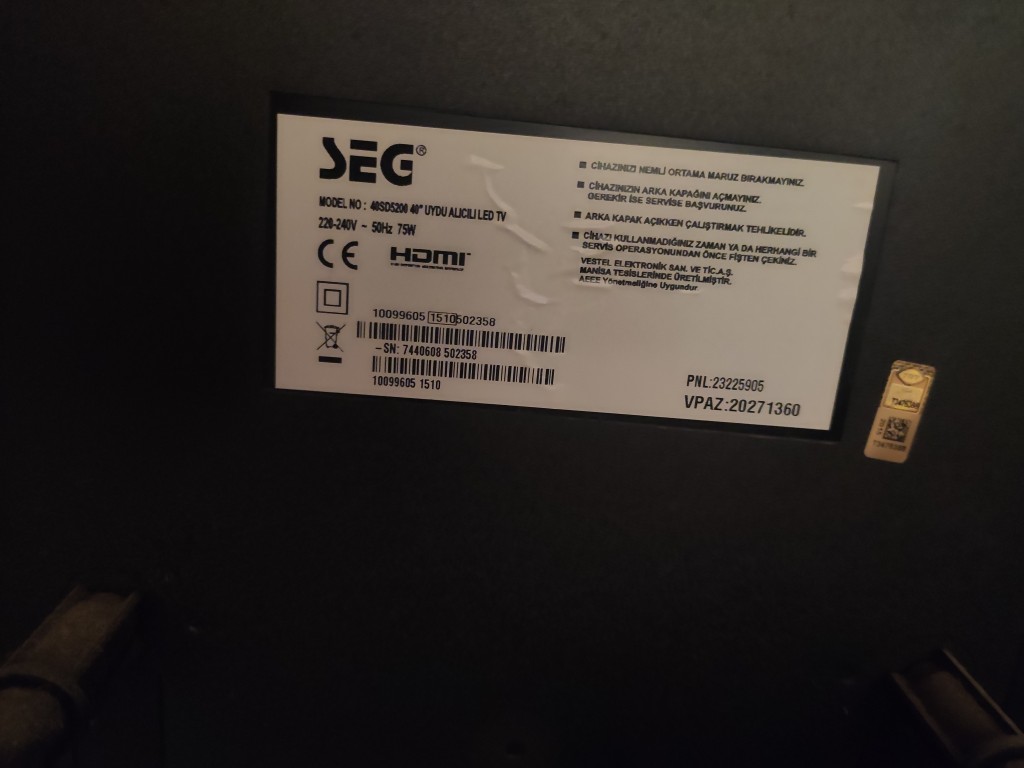 SEG®
MODEL NO : 48SD5200 48" UYDU ALICILI LED TV
220-240V ~ 50Hz 75W
CE HDMI
10099605 1510 502358
-SN: 7440608 502358
10099605 1510
CİHAZINIZI NEMLİ ORTAMA MARUZ BIRAKMAYINIZ.
CİHAZINIZIN ARKA KAPAĞINI AÇMAYINIZ.
GEREKİR İSE SERVİSE BAŞVURUNUZ.
ARKA KAPAK AÇIKKEN ÇALIŞTIRMAK TEHLİKELİDİR.
CİHAZI KULLANMADIĞINIZ ZAMAN YA DA HERHANGİ BİR
SERVİS OPERASYONUNDAN ÖNCE FİŞTEN ÇEKİNİZ.
VESTEL ELEKTRONİK SAN. VE TİC.A.Ş.
MANİSA TESİSLERİNDE ÜRETİLMİŞTİR.
AEEE Yönetmeliğine Uygundur
PNL:23225905
VPAZ:20271360